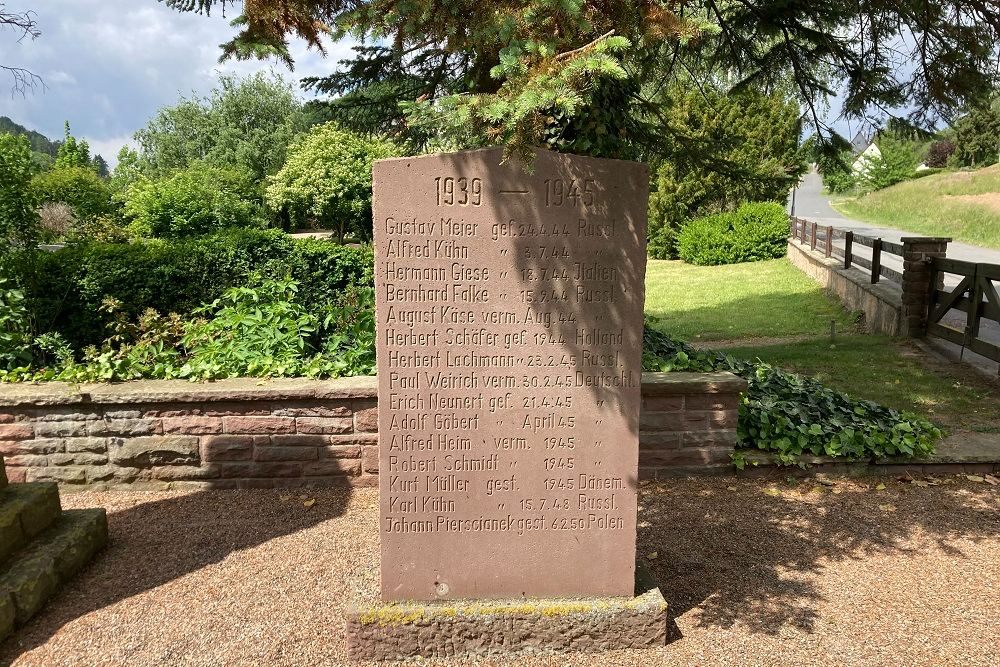 1939 — 1945
Gustav Meier gef. 24.4.44 Russl.
Alfred Kühn " 3.7.44 "
Hermann Giese " 18.7.44 Italien
Bernhard Falke " 15.9.44 Russl.
August Käse verm. Aug. 44 "
Herbert Schäfer gef. 1944 Holland
Herbert Lachmann " 23.2.45 Russl.
Paul Weirich verm. 30.2.45 Deutschl.
Erich Neunert gef. 21.4.45 "
Adolf Göbert " April 45 "
Alfred Heim verm. 1945 "
Robert Schmidt " 1945 "
Kurt Müller gest. 1945 Dänem.
Karl Kühn " 15.7.48 Russl.
Johann Pierscianek gest. 6.2.50 Polen